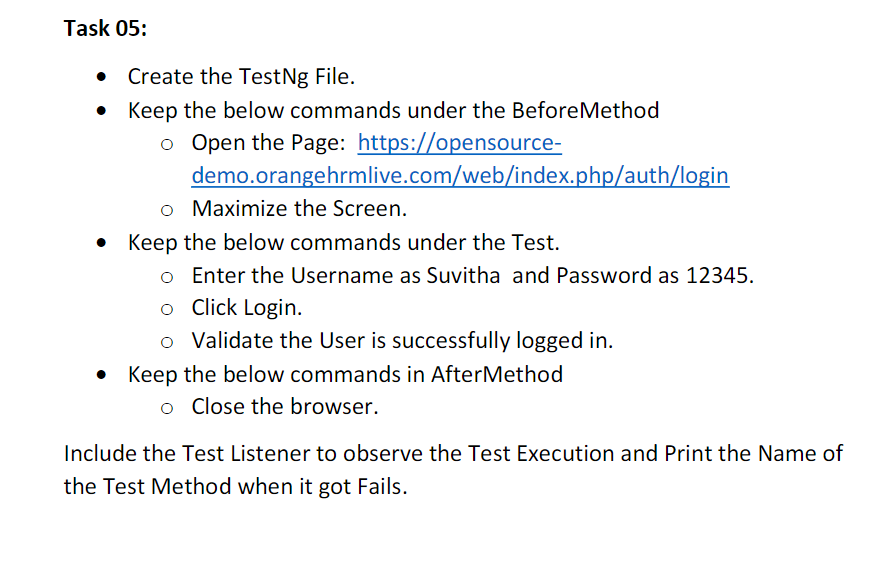 Task 05:
• Create the TestNg File.
• Keep the below commands under the BeforeMethod
o Open the Page: https://opensource-
demo.orangehrmlive.com/web/index.php/auth/login
o Maximize the Screen.
• Keep the below commands under the Test.
o Enter the Username as Suvitha  and Password as 12345.
o Click Login.
o Validate the User is successfully logged in.
• Keep the below commands in AfterMethod
o Close the browser.
Include the Test Listener to observe the Test Execution and Print the Name of
the Test Method when it got Fails.